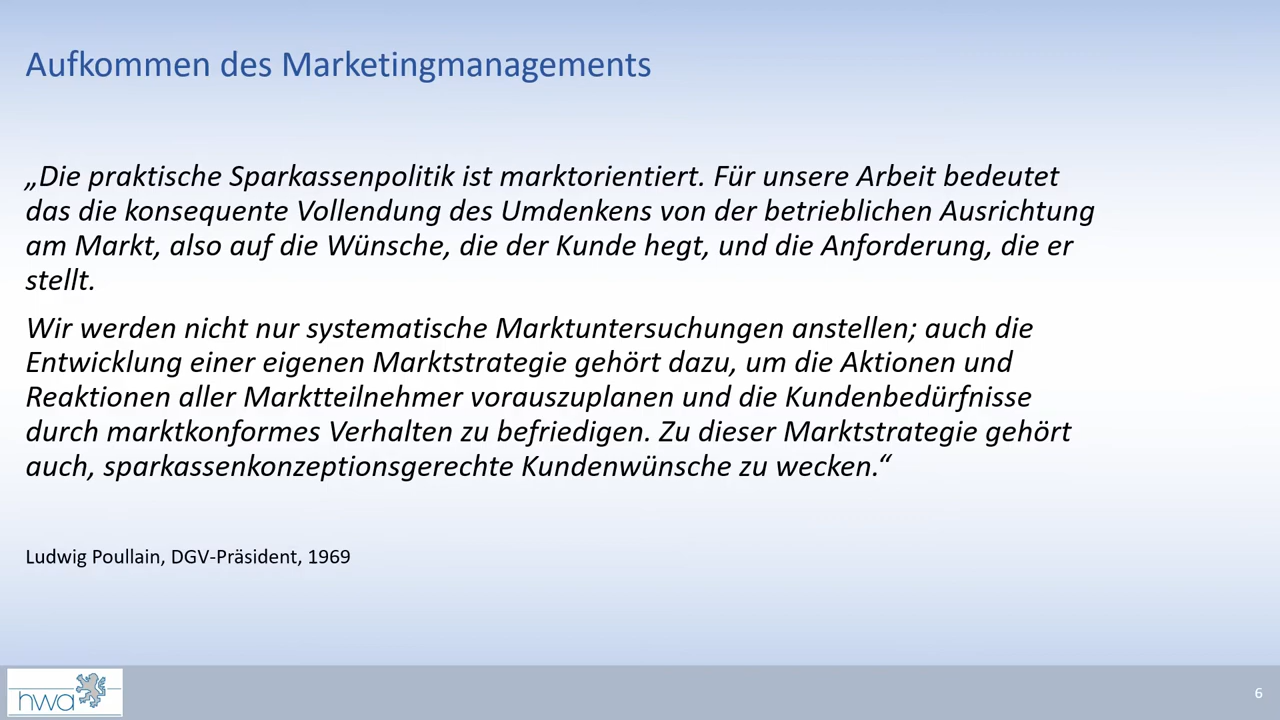 Aufkommen des Marketingmanagements
„Die praktische Sparkassenpolitik ist marktorientiert. Für unsere Arbeit bedeutet
das die konsequente Vollendung des Umdenkens von der betrieblichen Ausrichtung
am Markt, also auf die Wünsche, die der Kunde hegt, und die Anforderung, die er
stellt.
Wir werden nicht nur systematische Marktuntersuchungen anstellen; auch die
Entwicklung einer eigenen Marktstrategie gehört dazu, um die Aktionen und
Reaktionen aller Marktteilnehmer vorauszuplanen und die Kundenbedürfnisse
durch marktkonformes Verhalten zu befriedigen. Zu dieser Marktstrategie gehört
auch, sparkassenkonzeptionsgerechte Kundenwünsche zu wecken.“
Ludwig Poullain, DGV-Präsident, 1969
hwa
6